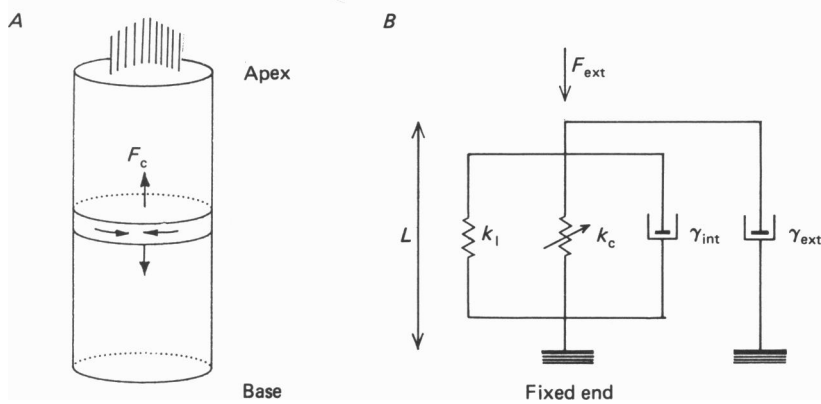 A
Apex
F_c
Base
B
F_ext
L
k_l
k_c
γ_int
γ_ext
Fixed end